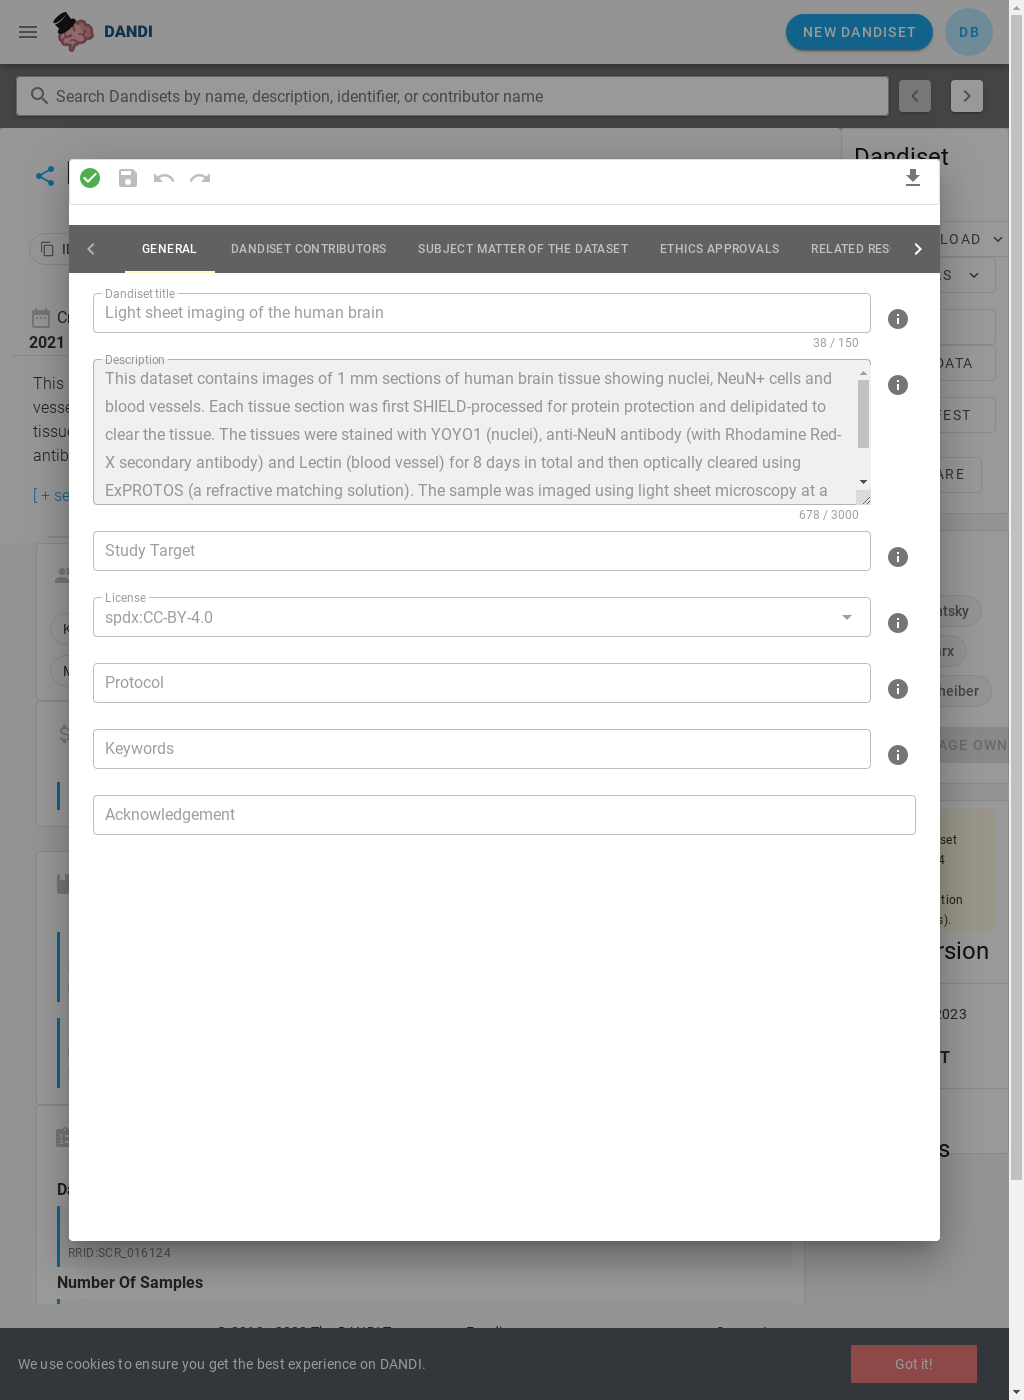 DANDI
NEW DANDISET
DB
Search Dandisets by name, description, identifier, or contributor name
Dandiset
GENERAL
DANDISET CONTRIBUTORS
SUBJECT MATTER OF THE DATASET
ETHICS APPROVALS
RELATED RES
Dandiset title
Light sheet imaging of the human brain
38 / 150
2021
Description
This dataset contains images of 1 mm sections of human brain tissue showing nuclei, NeuN+ cells and
blood vessels. Each tissue section was first SHIELD-processed for protein protection and delipidated to
clear the tissue. The tissues were stained with YOYO1 (nuclei), anti-NeuN antibody (with Rhodamine Red-
X secondary antibody) and Lectin (blood vessel) for 8 days in total and then optically cleared using
ExPROTOS (a refractive matching solution). The sample was imaged using light sheet microscopy at a
678 / 3000
This
[ + se
Study Target
License
spdx:CC-BY-4.0
Protocol
Keywords
Acknowledgement
LOAD
DATA
2023
RRID:SCR_016124
Number Of Samples
We use cookies to ensure you get the best experience on DANDI.
Got it!